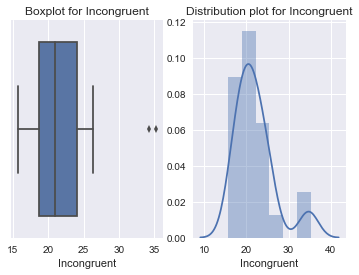 Boxplot for Incongruent
15 20 25 30 35
Incongruent
Distribution plot for Incongruent
0.12
0.10
0.08
0.06
0.04
0.02
0.00
10 20 30 40
Incongruent